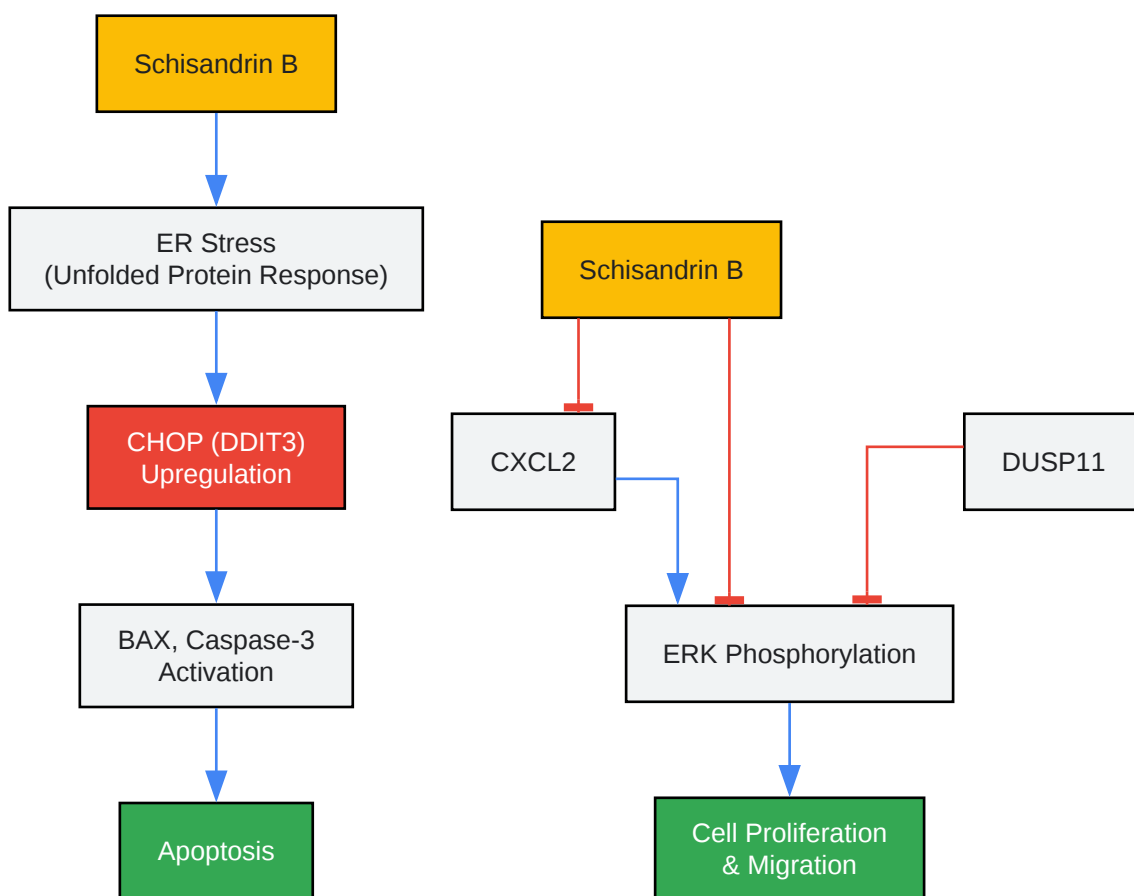 Schisandrin B
ER Stress
(Unfolded Protein Response)
CHOP (DDIT3)
Upregulation
BAX, Caspase-3
Activation
Apoptosis
Schisandrin B
CXCL2
DUSP11
ERK Phosphorylation
Cell Proliferation
& Migration